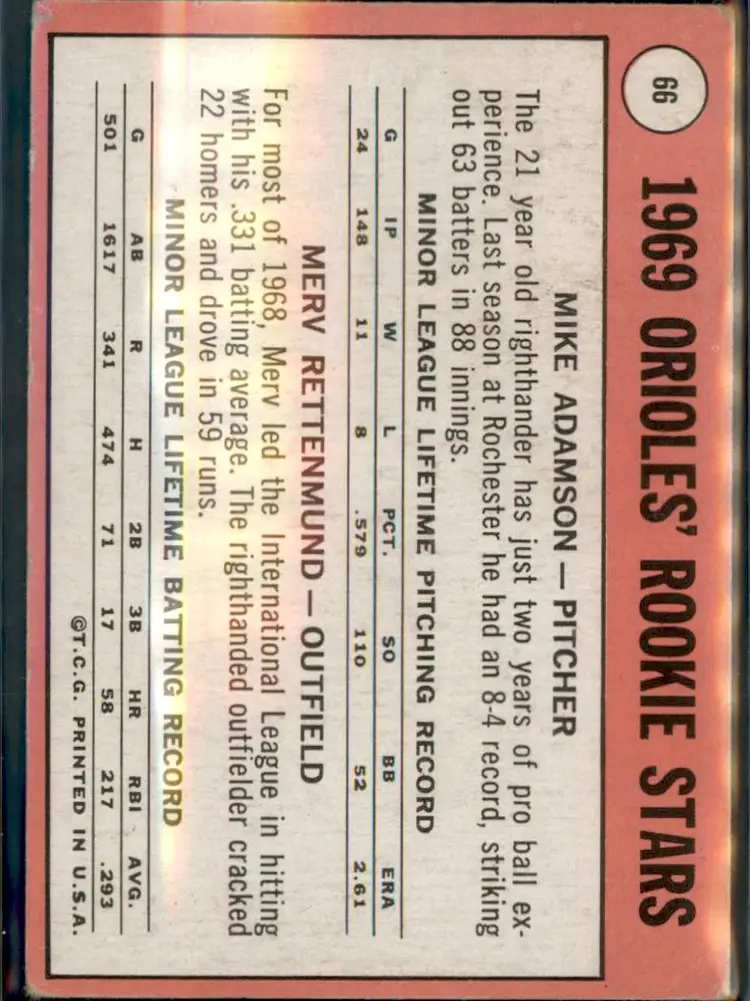 66
1969 ORIOLES' ROOKIE STARS
MIKE ADAMSON — PITCHER
The 21 year old righthander has just two years of pro ball ex-
perience. Last season at Rochester he had an 8-4 record, striking
out 63 batters in 88 innings.
MINOR LEAGUE LIFETIME PITCHING RECORD
G IP W L PCT. SO BB ERA
24 148 11 8 .579 110 52 2.61
MERV RETTENMUND — OUTFIELD
For most of 1968, Merv led the International League in hitting
with his .331 batting average. The righthanded outfielder cracked
22 homers and drove in 59 runs.
MINOR LEAGUE LIFETIME BATTING RECORD
G AB R H 2B 3B HR RBI AVG.
501 1617 341 474 71 17 58 217 .293
©T.C.G. PRINTED IN U.S.A.